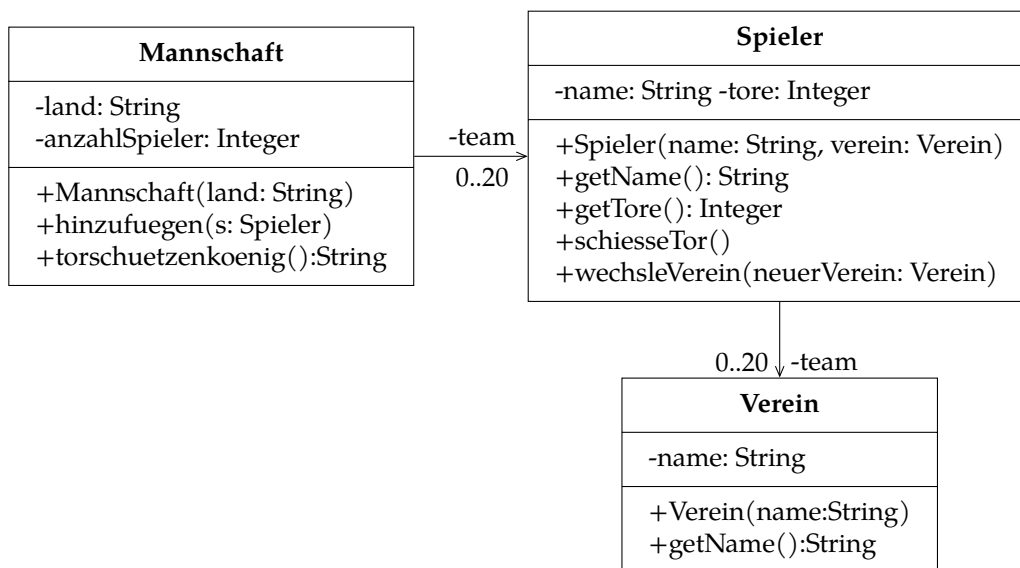 Mannschaft
-land: String
-anzahlSpieler: Integer
+Mannschaft(land: String)
+hinzufuegen(s: Spieler)
+torschuetzenkoenig():String
-team
0..20
Spieler
-name: String -tore: Integer
+Spieler(name: String, verein: Verein)
+getName(): String
+getTore(): Integer
+schiesseTor()
+wechsleVerein(neuerVerein: Verein)
0..20 -team
Verein
-name: String
+Verein(name:String)
+getName():String